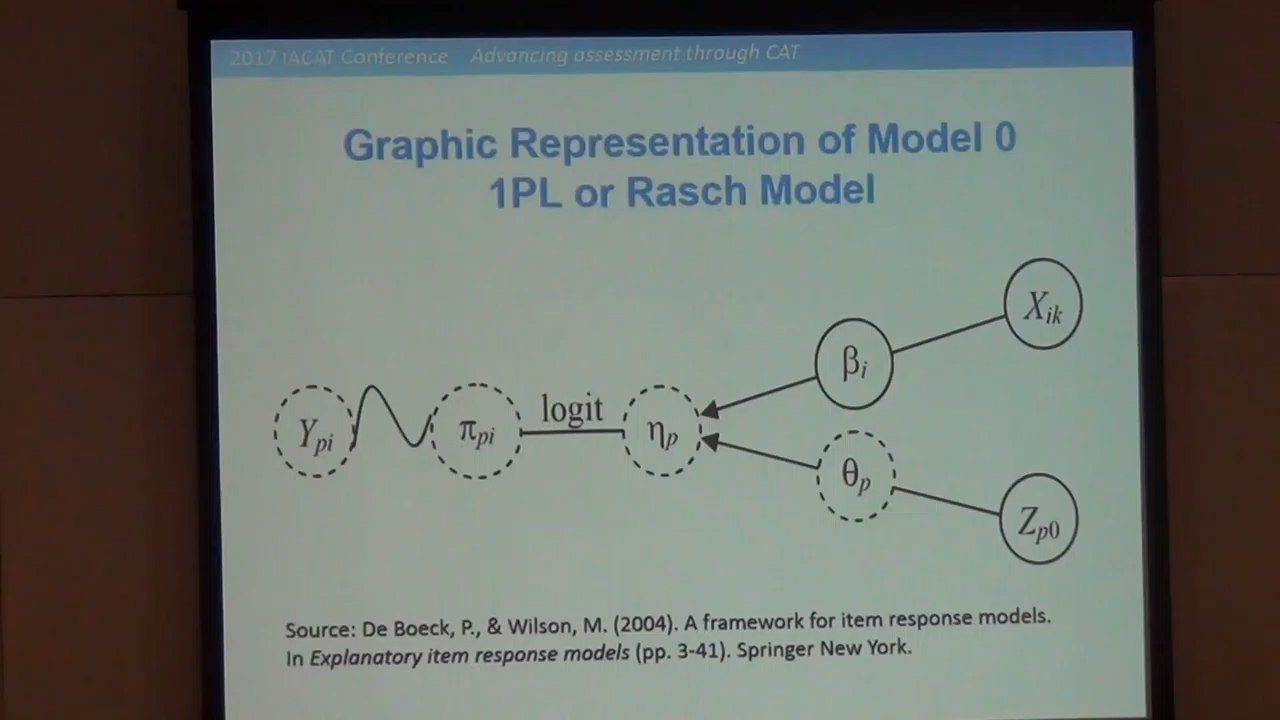 2017 IACAT Conference Advancing assessment through CAT
Graphic Representation of Model 0
1PL or Rasch Model
X_ik
β_i
logit
Y_pi
π_pi
η_p
θ_p
Z_p0
Source: De Boeck, P., & Wilson, M. (2004). A framework for item response models.
In Explanatory item response models (pp. 3-41). Springer New York.